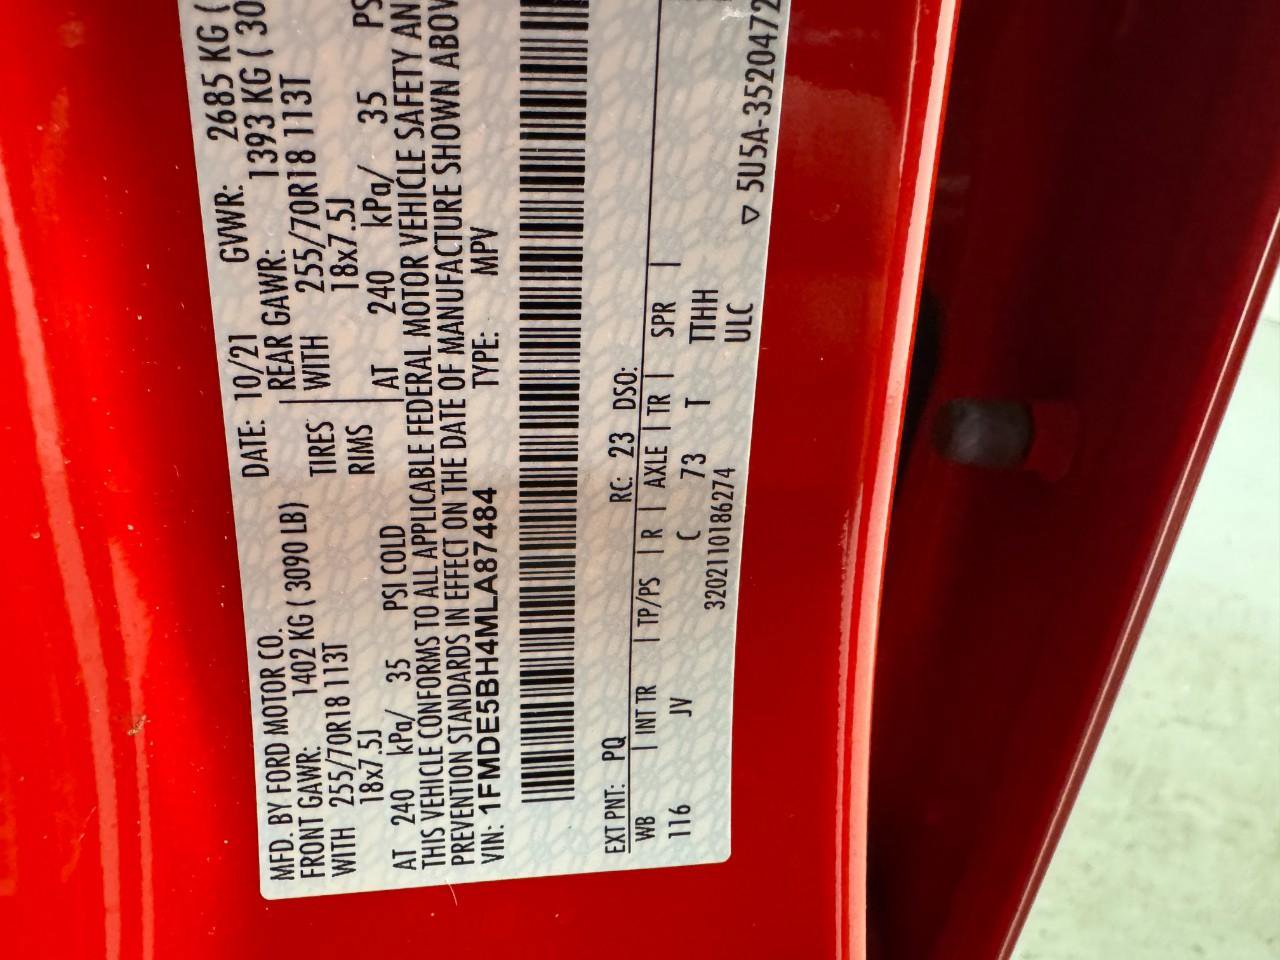 MFD. BY FORD MOTOR CO.
DATE: 10/21 GVWR: 2685 KG (
FRONT GAWR: 1402 KG ( 3090 LB) REAR GAWR: 1393 KG ( 30
WITH 255/70R18 113T TIRES WITH 255/70R18 113T
18x7.5J RIMS 18x7.5J
AT 240 kPa/ 35 PSI COLD AT 240 kPa/ 35 PS
THIS VEHICLE CONFORMS TO ALL APPLICABLE FEDERAL MOTOR VEHICLE SAFETY AN
PREVENTION STANDARDS IN EFFECT ON THE DATE OF MANUFACTURE SHOWN ABOV
VIN: 1FMDE5BH4MLA87484 TYPE: MPV
EXT PNT: PQ RC: 23 DSO:
WB | INT TR | TP/PS | R | AXLE | TR | SPR |
116 JV C 73 T TTHH
3202110186274 ULC
▽ 5U5A-3520472